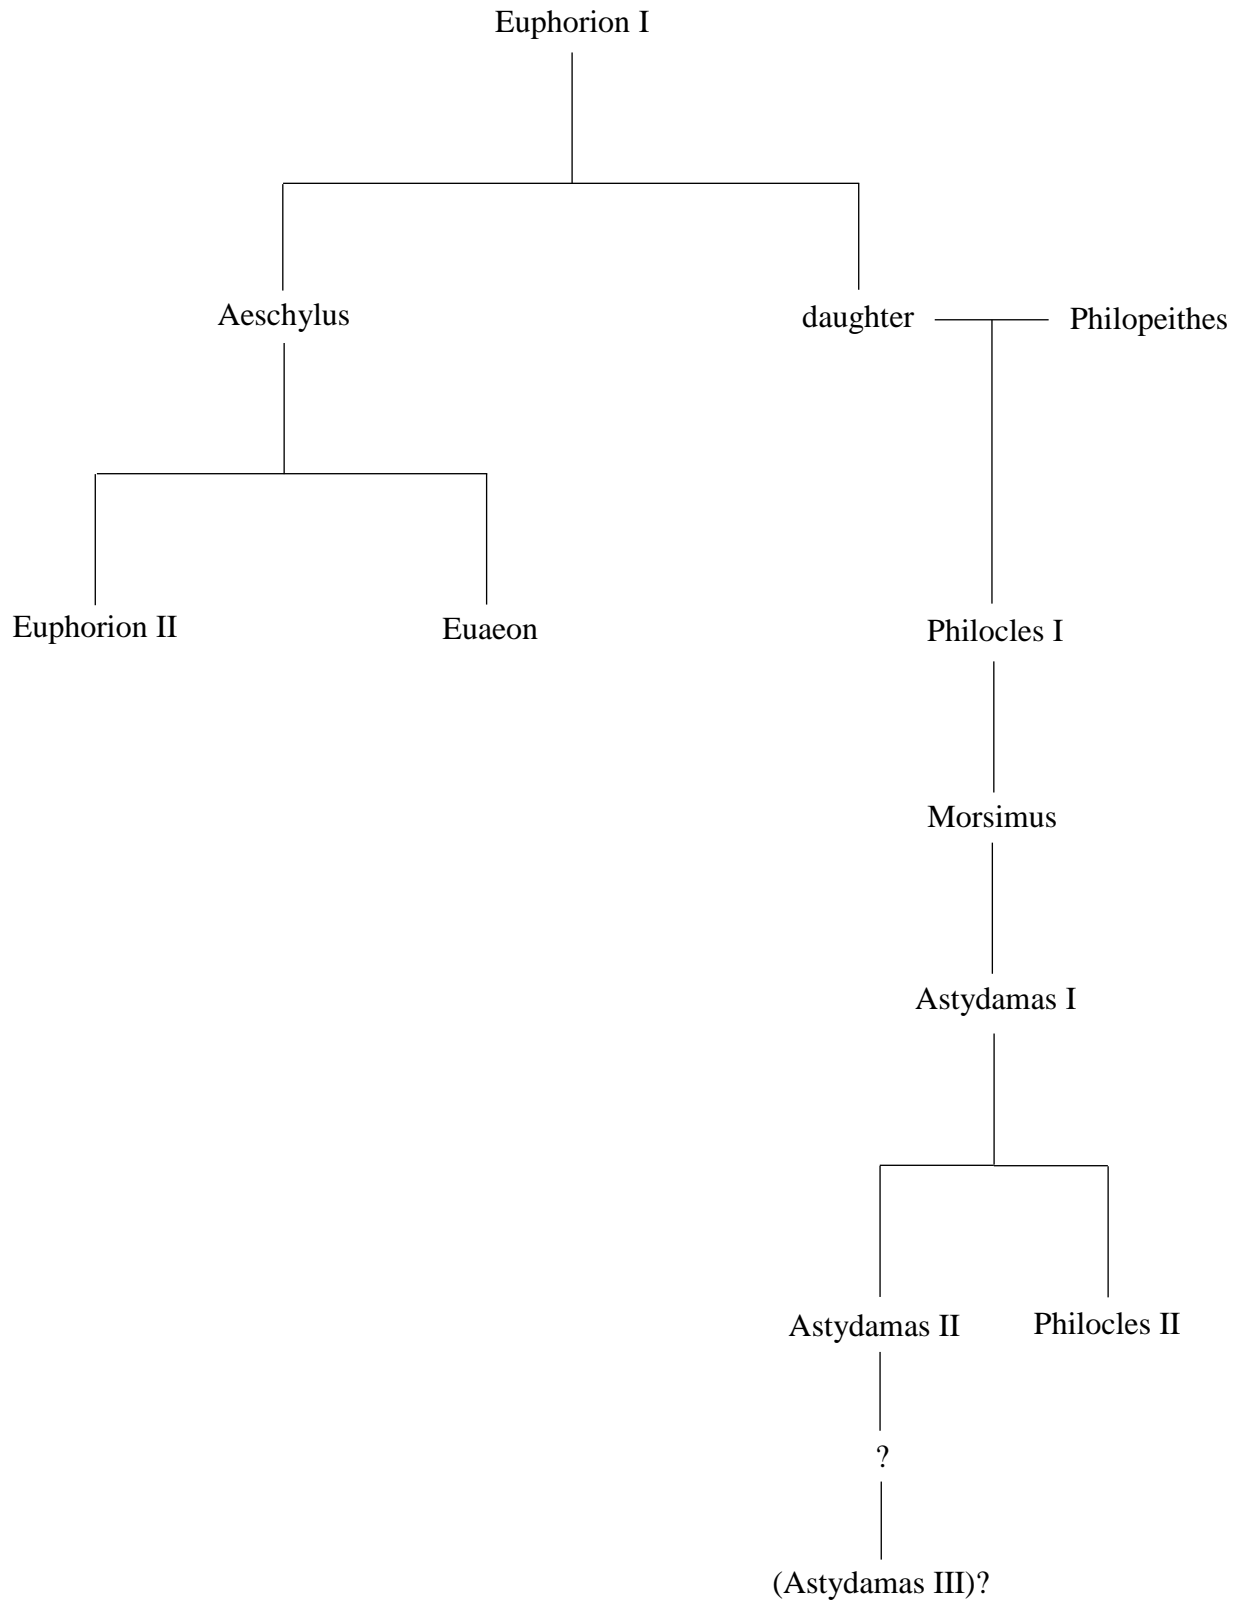 Euphorion I
Aeschylus
daughter
Philopeithes
Euphorion II
Euaeon
Philocles I
Morsimus
Astydamas I
Astydamas II
Philocles II
?
(Astydamas III)?